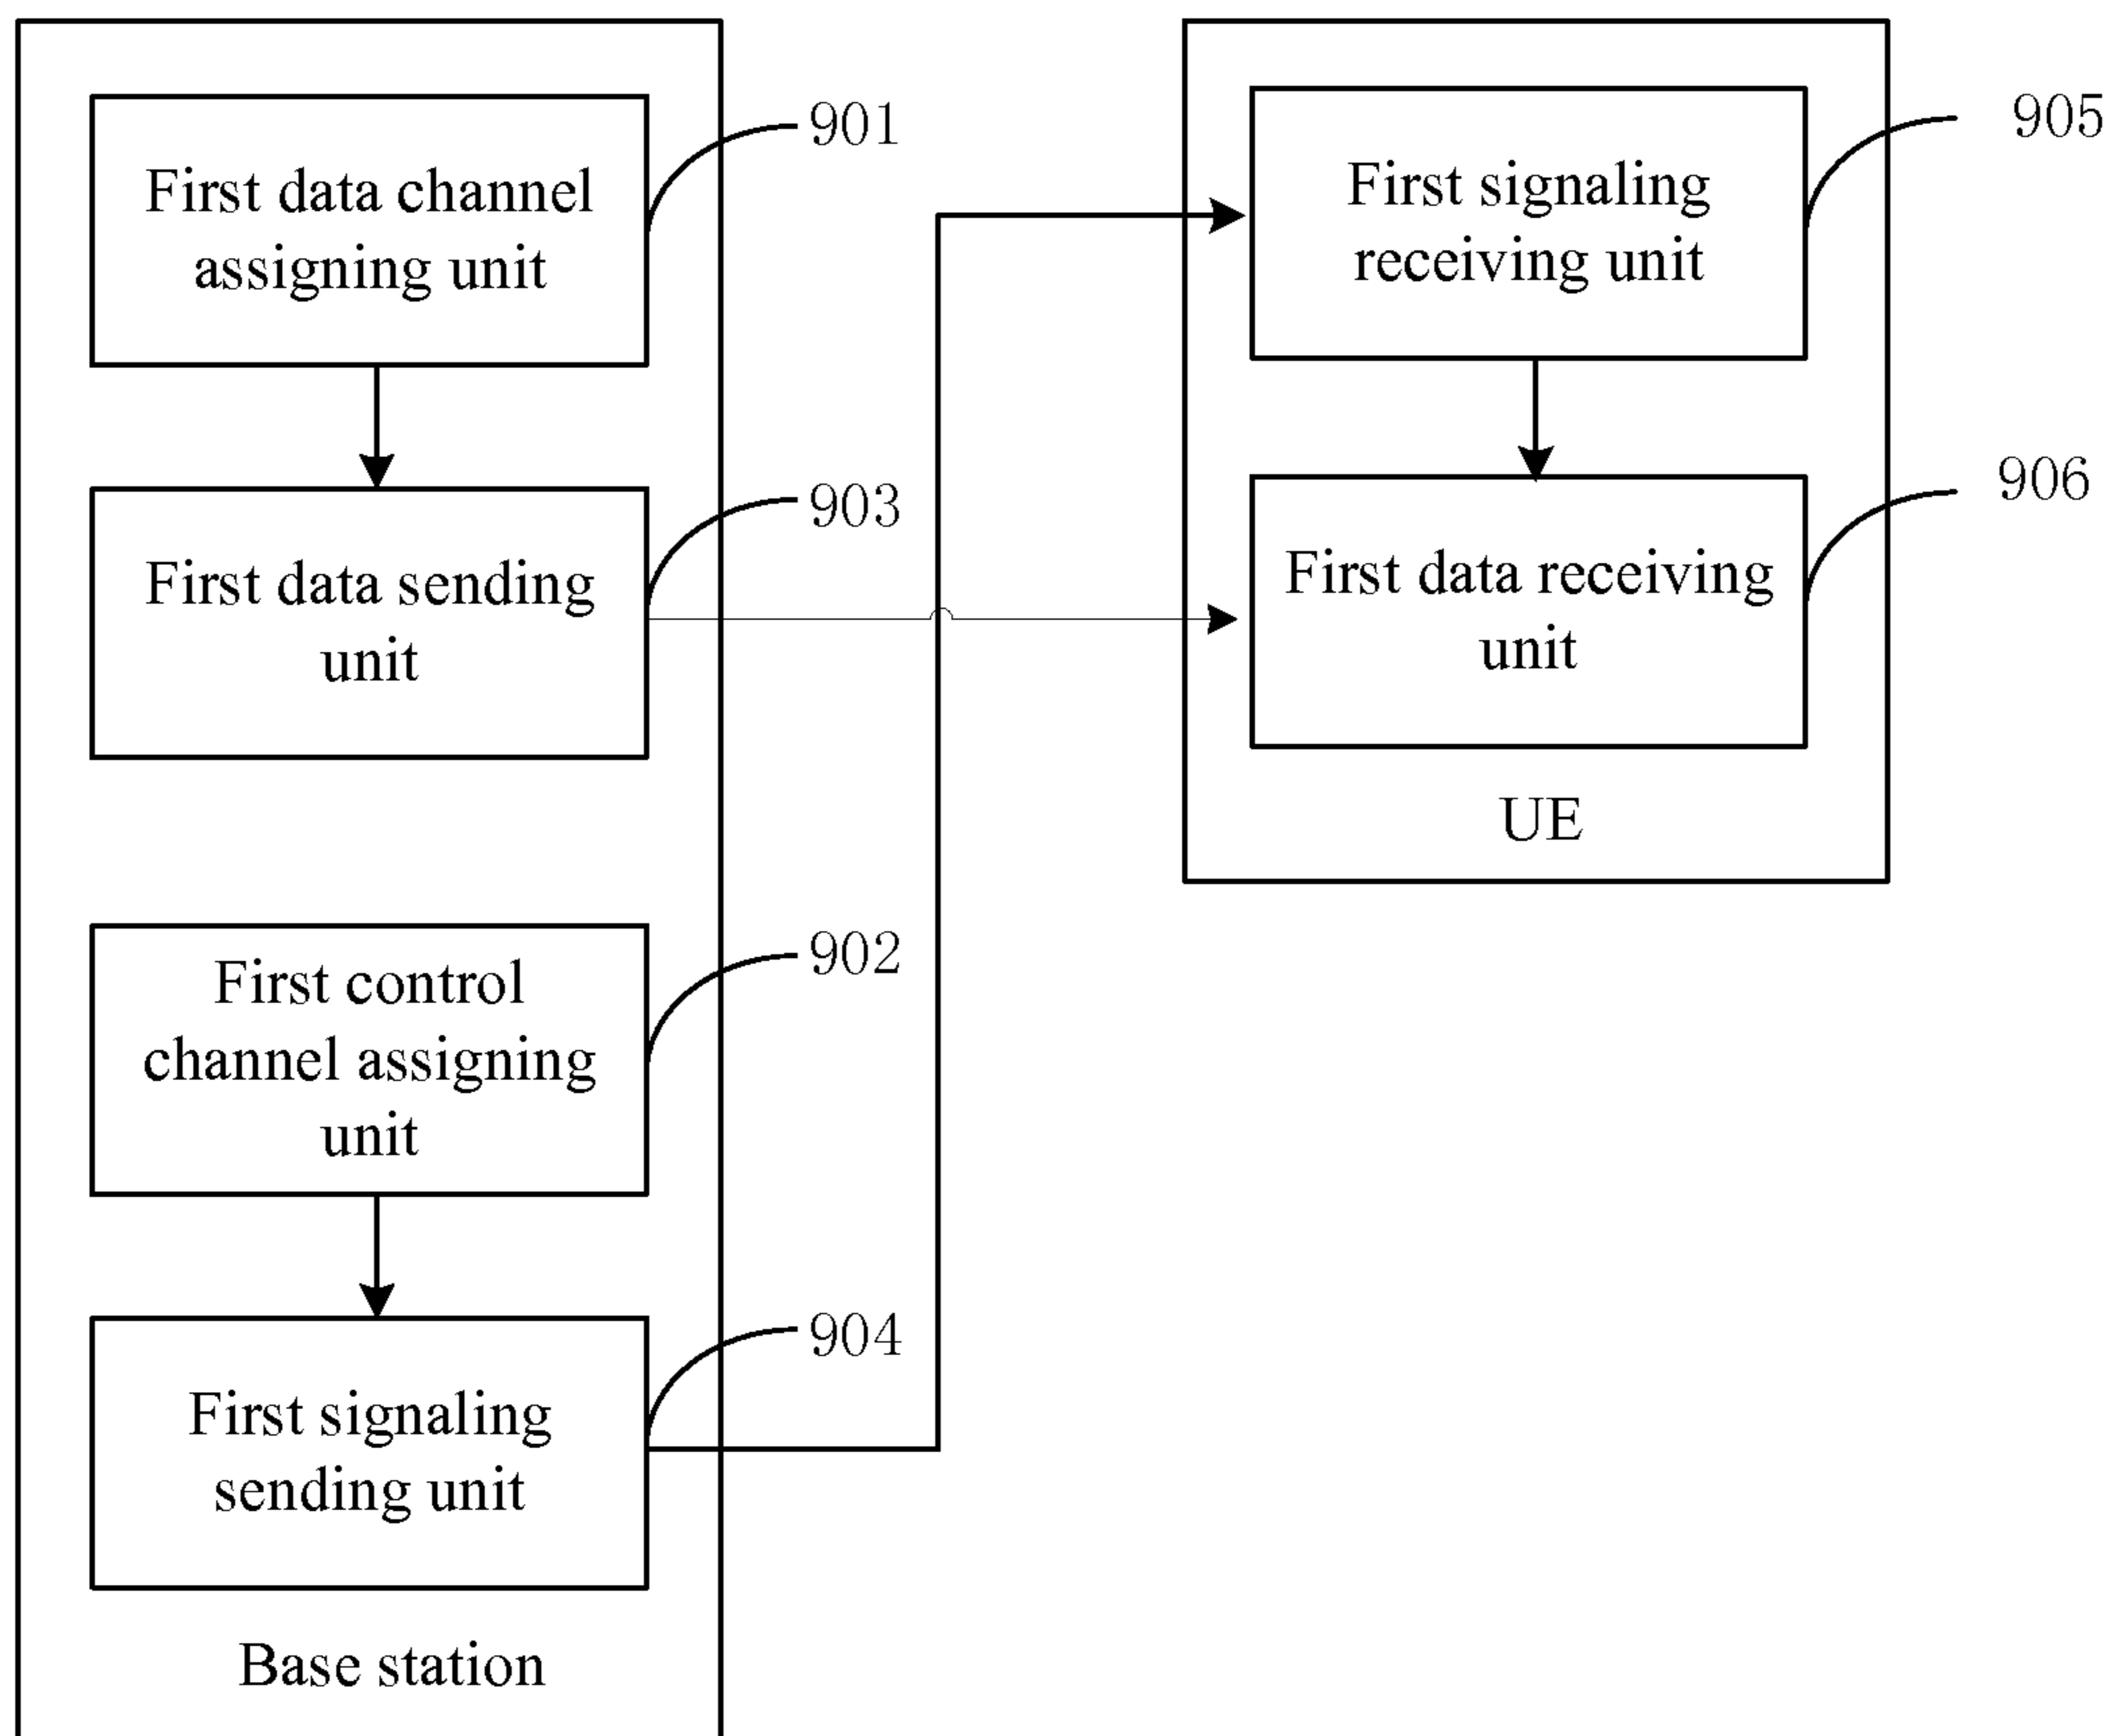 First data channel
assigning unit
901
First data sending
unit
903
First control
channel assigning
unit
902
First signaling
sending unit
904
Base station
First signaling
receiving unit
905
First data receiving
unit
906
UE